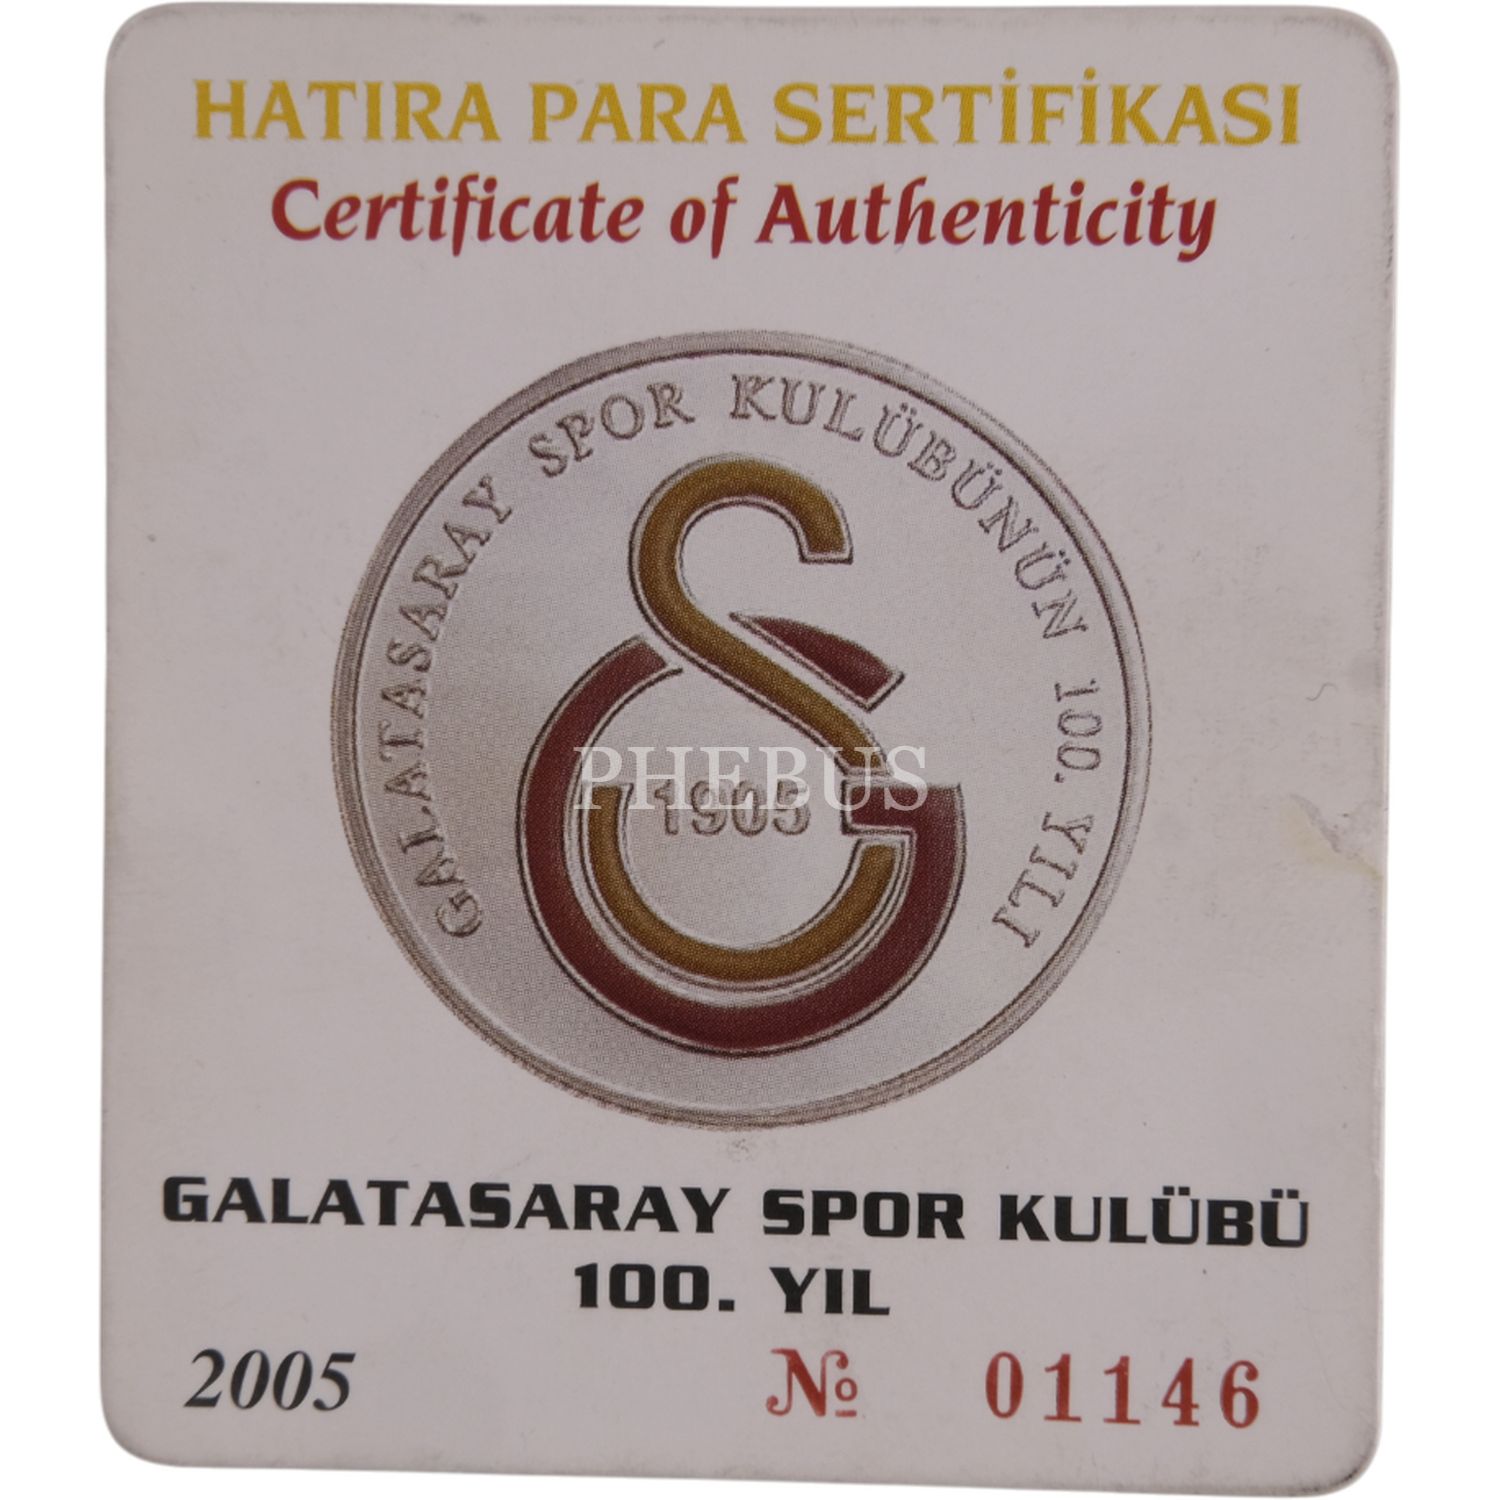 HATIRA PARA SERTİFİKASI
Certificate of Authenticity
GALATASARAY SPOR KULÜBÜNÜN 100. YILI
PHEBUS
1905
GALATASARAY SPOR KULÜBÜ
100. YIL
2005 № 01146